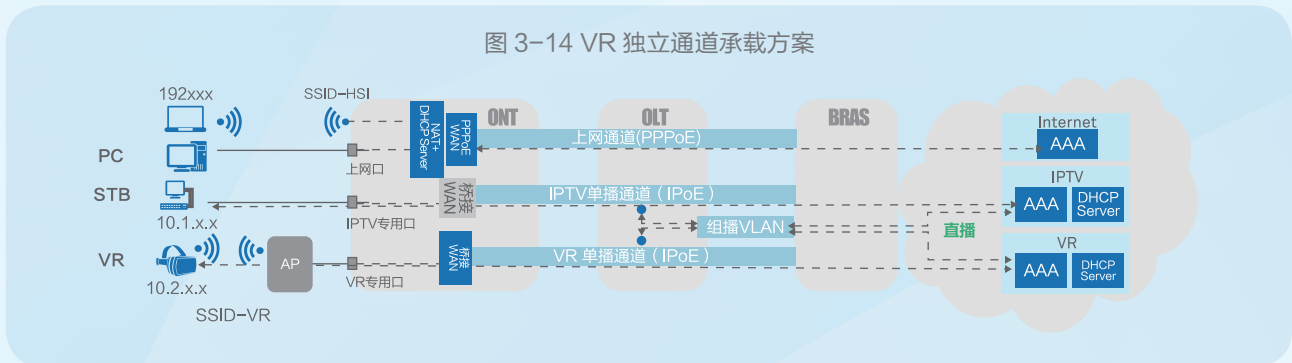 图 3-14 VR 独立通道承载方案
192xxx
SSID-HSI
ONT
OLT
BRAS
NAT+
DHCP Server
PPPoE
WAN
上网通道(PPPoE)
Internet
AAA
PC
上网口
STB
10.1.x.x
IPTV专用口
桥接
WAN
IPTV单播通道（IPoE）
IPTV
AAA
DHCP
Server
组播VLAN
直播
VR
10.2.x.x
AP
SSID-VR
VR专用口
桥接
WAN
VR 单播通道（IPoE）
VR
AAA
DHCP
Server